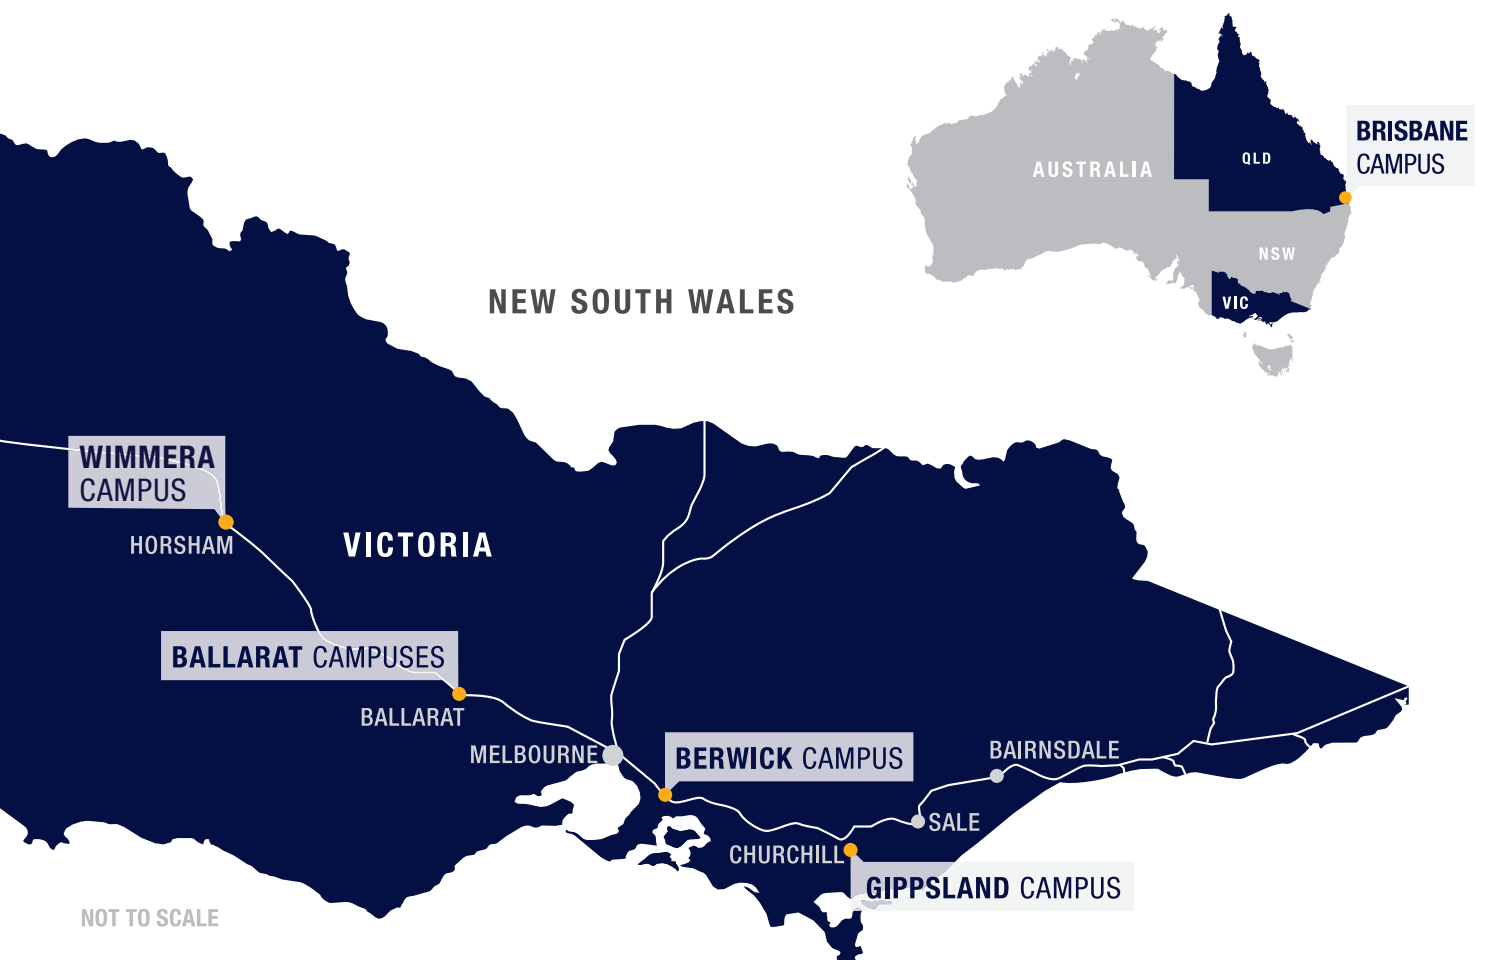 BRISBANE
CAMPUS
QLD
AUSTRALIA
NSW
VIC
NEW SOUTH WALES
WIMMERA
CAMPUS
HORSHAM
VICTORIA
BALLARAT CAMPUSES
BALLARAT
MELBOURNE
BERWICK CAMPUS
BAIRNSDALE
SALE
CHURCHILL
GIPPSLAND CAMPUS
NOT TO SCALE